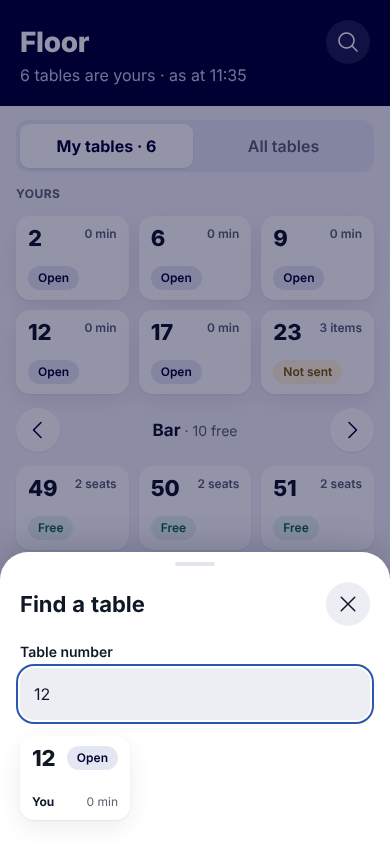 Floor
6 tables are yours · as at 11:35
My tables · 6
All tables
YOURS
2 0 min
Open
6 0 min
Open
9 0 min
Open
12 0 min
Open
17 0 min
Open
23 3 items
Not sent
Bar · 10 free
49 2 seats
Free
50 2 seats
Free
51 2 seats
Free
Find a table
Table number
12
12 Open
You 0 min